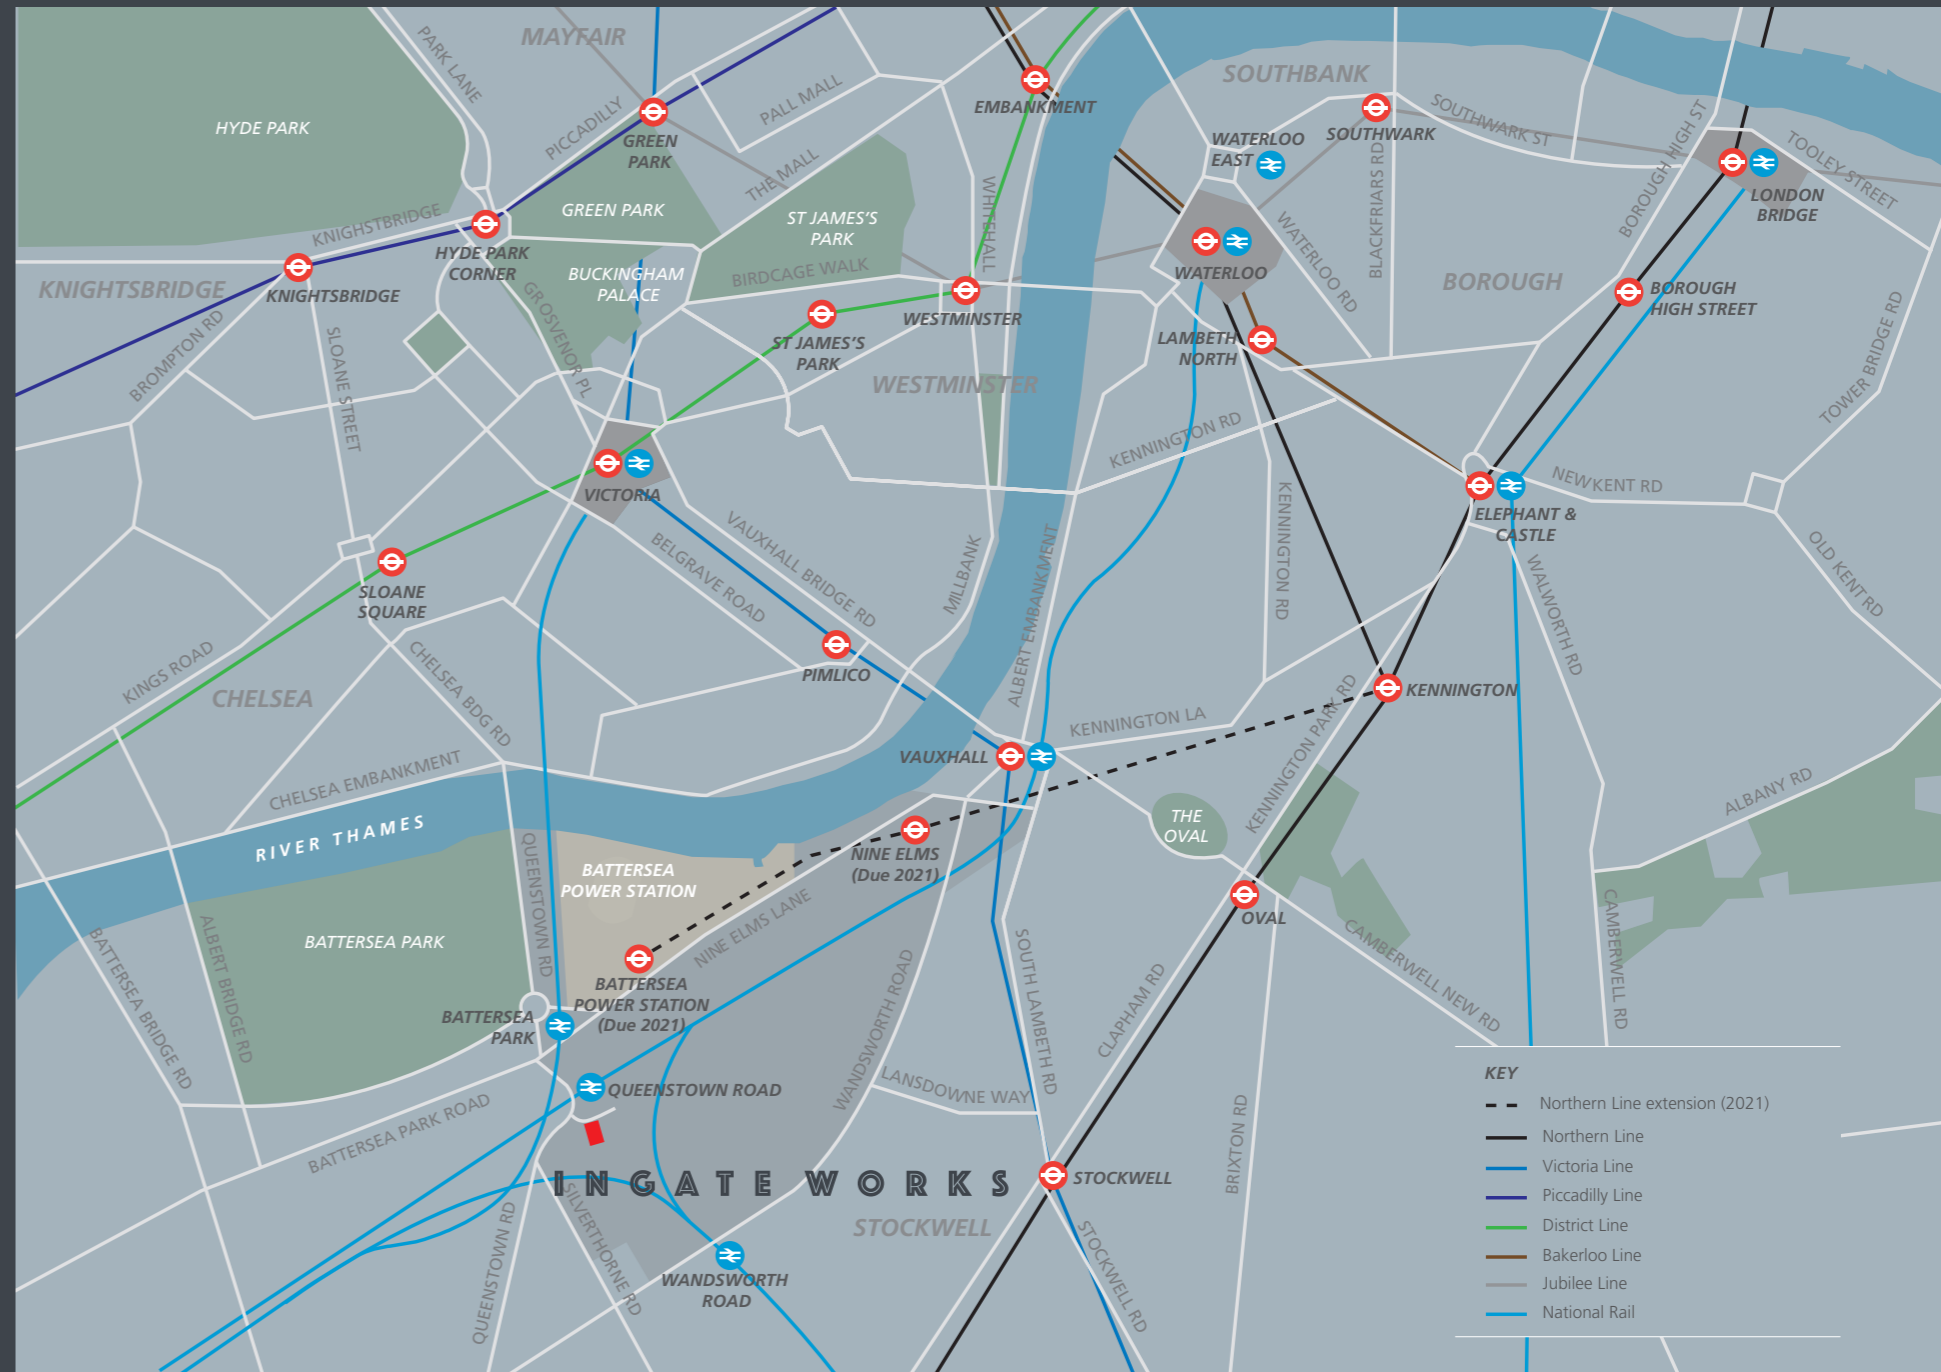 MAYFAIR
PARK LANE
HYDE PARK
PICCADILLY
GREEN
PARK
PALL MALL
THE MALL
EMBANKMENT
SOUTHBANK
WATERLOO
EAST
SOUTHWARK
SOUTHWARK ST
BLACKFRIARS RD
BOROUGH HIGH ST
TOOLEY STREET
LONDON
BRIDGE
KNIGHSTBRIDGE
HYDE PARK
CORNER
GREEN PARK
ST JAMES'S
PARK
WHITEHALL
BIRDCAGE WALK
BUCKINGHAM
PALACE
KNIGHTSBRIDGE
KNIGHTSBRIDGE
GROSVENOR PL
WESTMINSTER
ST JAMES'S
PARK
WESTMINSTER
WATERLOO
WATERLOO RD
BOROUGH
BOROUGH
HIGH STREET
LAMBETH
NORTH
TOWER BRIDGE RD
BROMPTON RD
SLOANE STREET
VICTORIA
KENNINGTON RD
KENNINGTON RD
NEW KENT RD
ELEPHANT &
CASTLE
OLD KENT RD
WALWORTH RD
SLOANE
SQUARE
BELGRAVE ROAD
VAUXHALL BRIDGE RD
MILLBANK
ALBERT EMBANKMENT
PIMLICO
KINGS ROAD
CHELSEA
CHELSEA BDG RD
KENNINGTON
KENNINGTON PARK RD
KENNINGTON LA
VAUXHALL
CHELSEA EMBANKMENT
RIVER THAMES
THE
OVAL
ALBANY RD
QUEENSTOWN RD
BATTERSEA
POWER STATION
NINE ELMS
(Due 2021)
NINE ELMS LANE
OVAL
CAMBERWELL NEW RD
CAMBERWELL RD
BATTERSEA PARK
BATTERSEA BRIDGE RD
ALBERT BRIDGE RD
BATTERSEA
POWER STATION
(Due 2021)
BATTERSEA
PARK
WANDSWORTH ROAD
SOUTH LAMBETH RD
CLAPHAM RD
LANSDOWNE WAY
BRIXTON RD
QUEENSTOWN ROAD
BATTERSEA PARK ROAD
INGATE WORKS
STOCKWELL
STOCKWELL
STOCKWELL RD
SILVERTHORNE RD
QUEENSTOWN RD
WANDSWORTH
ROAD
KEY
Northern Line extension (2021)
Northern Line
Victoria Line
Piccadilly Line
District Line
Bakerloo Line
Jubilee Line
National Rail